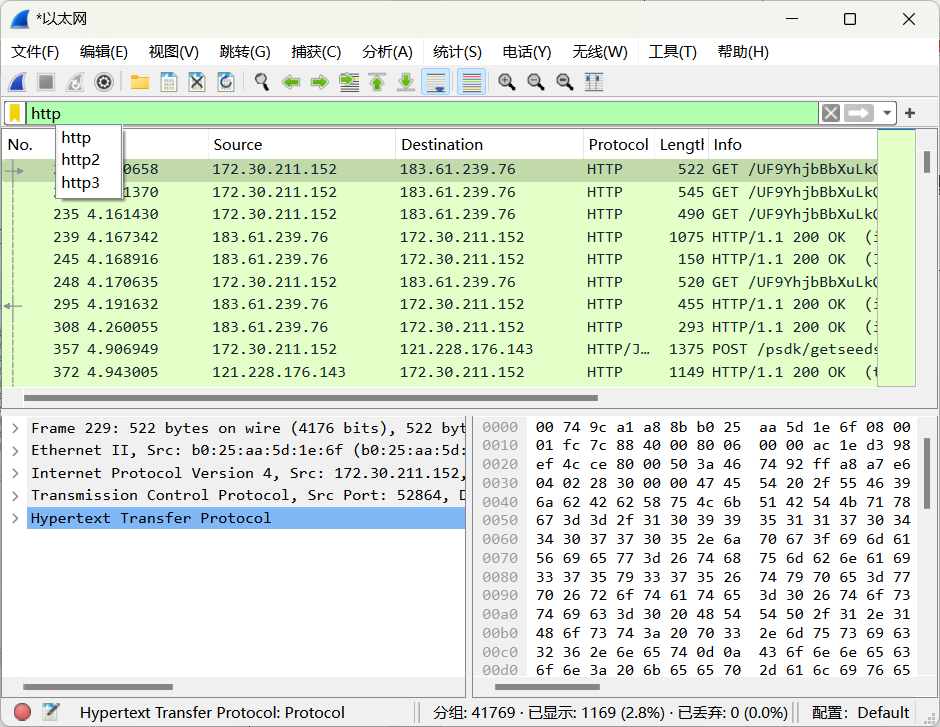 *以太网
文件(F) 编辑(E) 视图(V) 跳转(G) 捕获(C) 分析(A) 统计(S) 电话(Y) 无线(W) 工具(T) 帮助(H)
http
http
http2
http3
No. Source Destination Protocol Length Info
0658 172.30.211.152 183.61.239.76 HTTP 522 GET /UF9YhjbBbXuLk
1370 172.30.211.152 183.61.239.76 HTTP 545 GET /UF9YhjbBbXuLk
235 4.161430 172.30.211.152 183.61.239.76 HTTP 490 GET /UF9YhjbBbXuLk
239 4.167342 183.61.239.76 172.30.211.152 HTTP 1075 HTTP/1.1 200 OK (i
245 4.168916 183.61.239.76 172.30.211.152 HTTP 150 HTTP/1.1 200 OK (
248 4.170635 172.30.211.152 183.61.239.76 HTTP 520 GET /UF9YhjbBbXuLk
295 4.191632 183.61.239.76 172.30.211.152 HTTP 455 HTTP/1.1 200 OK (i
308 4.260055 183.61.239.76 172.30.211.152 HTTP 293 HTTP/1.1 200 OK (i
357 4.906949 172.30.211.152 121.228.176.143 HTTP/J… 1375 POST /psdk/getseeds
372 4.943005 121.228.176.143 172.30.211.152 HTTP 1149 HTTP/1.1 200 OK (t
Frame 229: 522 bytes on wire (4176 bits), 522 byt
Ethernet II, Src: b0:25:aa:5d:1e:6f (b0:25:aa:5d:
Internet Protocol Version 4, Src: 172.30.211.152,
Transmission Control Protocol, Src Port: 52864, D
Hypertext Transfer Protocol
0000 00 74 9c a1 a8 8b b0 25 aa 5d 1e 6f 08 00
0010 01 fc 7c 88 40 00 80 06 00 00 ac 1e d3 98
0020 ef 4c ce 80 00 50 3a 46 74 92 ff a8 a7 e6
0030 04 02 28 30 00 00 47 45 54 20 2f 55 46 39
0040 6a 62 42 62 58 75 4c 6b 51 42 54 4b 71 78
0050 67 3d 3d 2f 31 30 39 39 35 31 31 37 30 34
0060 34 30 37 37 30 35 2e 6a 70 67 3f 69 6d 61
0070 56 69 65 77 3d 26 74 68 75 6d 62 6e 61 69
0080 33 37 35 79 33 37 35 26 74 79 70 65 3d 77
0090 70 26 72 6f 74 61 74 65 3d 30 26 74 6f 73
00a0 74 69 63 3d 30 20 48 54 54 50 2f 31 2e 31
00b0 48 6f 73 74 3a 20 70 33 2e 6d 75 73 69 63
00c0 32 36 2e 6e 65 74 0d 0a 43 6f 6e 6e 65 63
00d0 6f 6e 3a 20 6b 65 65 70 2d 61 6c 69 76 65
Hypertext Transfer Protocol: Protocol 分组: 41769 · 已显示: 1169 (2.8%) · 已丢弃: 0 (0.0%) 配置: Default